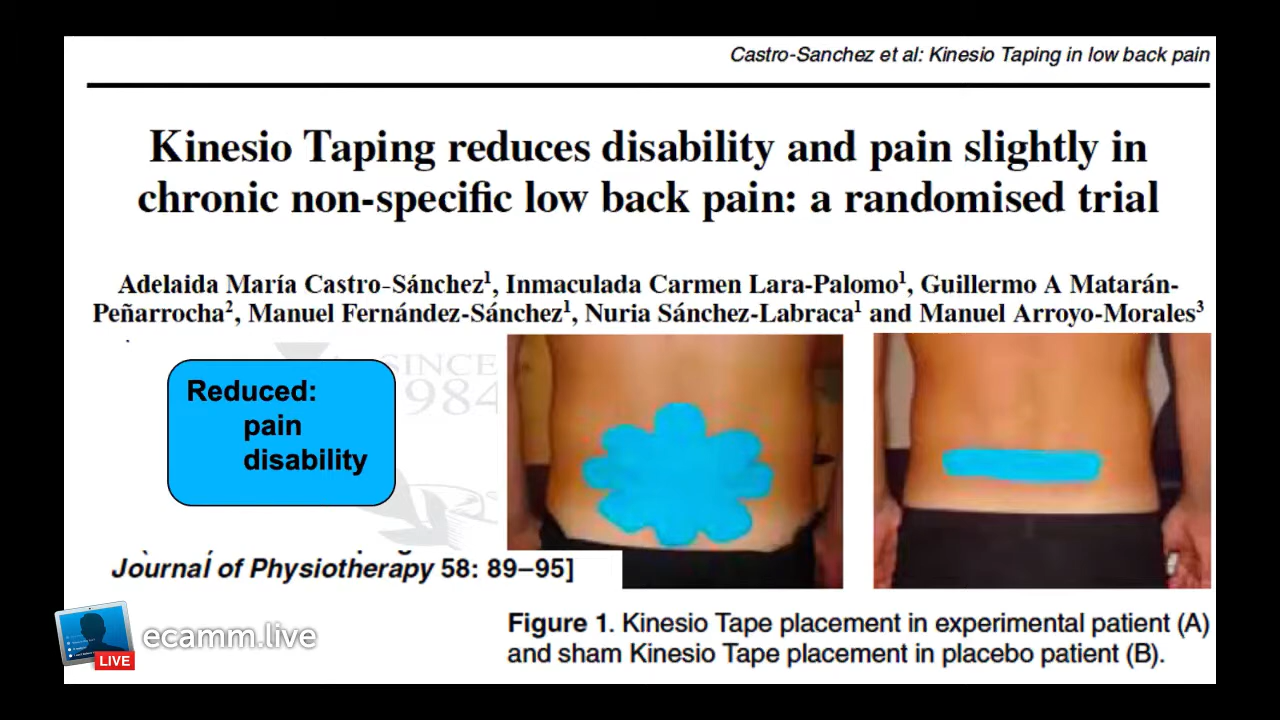 Castro-Sanchez et al: Kinesio Taping in low back pain
Kinesio Taping reduces disability and pain slightly in
chronic non-specific low back pain: a randomised trial
Adelaida María Castro-Sánchez1, Inmaculada Carmen Lara-Palomo1, Guillermo A Matarán-
Peñarrocha2, Manuel Fernández-Sánchez1, Nuria Sánchez-Labraca1 and Manuel Arroyo-Morales3
SINCE
1984
Reduced:
pain
disability
Journal of Physiotherapy 58: 89–95]
Figure 1. Kinesio Tape placement in experimental patient (A)
and sham Kinesio Tape placement in placebo patient (B).
ecamm.live
LIVE